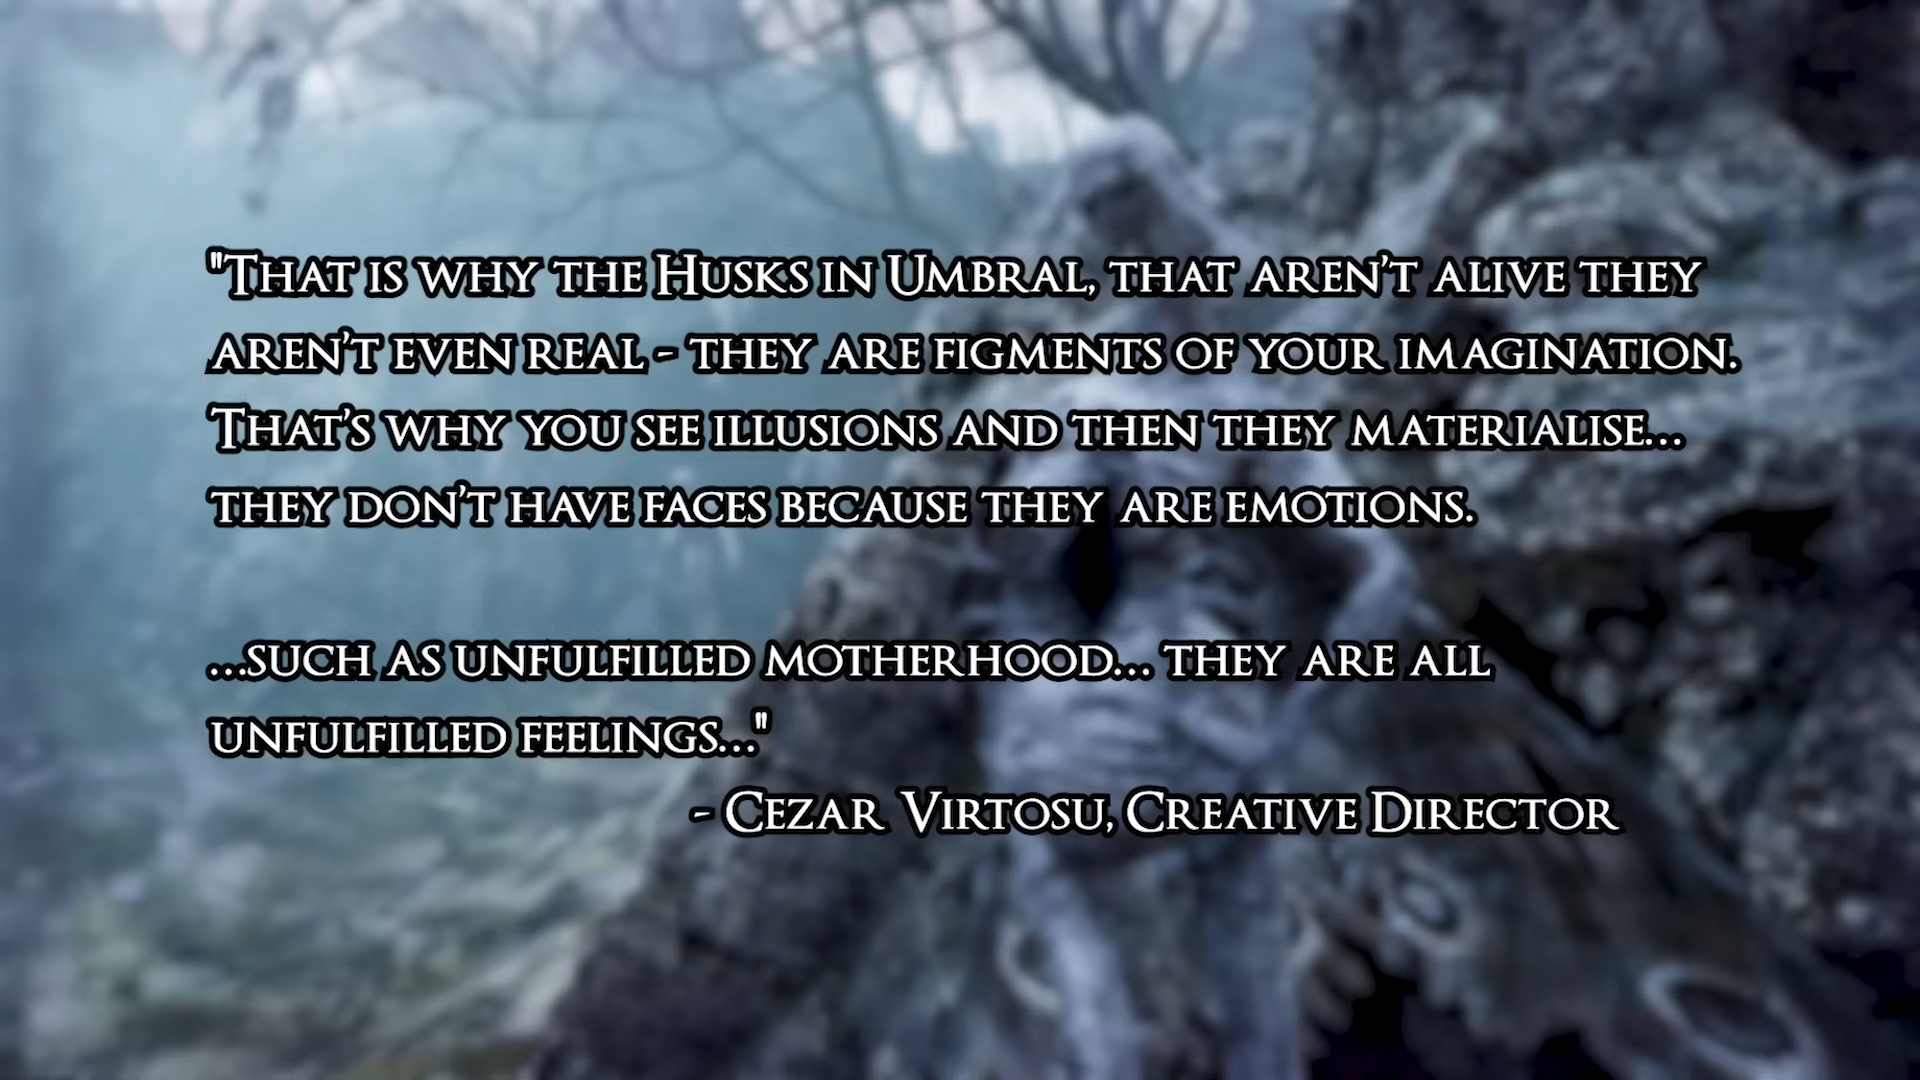 "That is why the Husks in Umbral, that aren't alive they
aren't even real - they are figments of your imagination.
That's why you see illusions and then they materialise...
they don't have faces because they are emotions.
...such as unfulfilled motherhood... they are all
unfulfilled feelings..."
- Cezar Virtosu, Creative Director